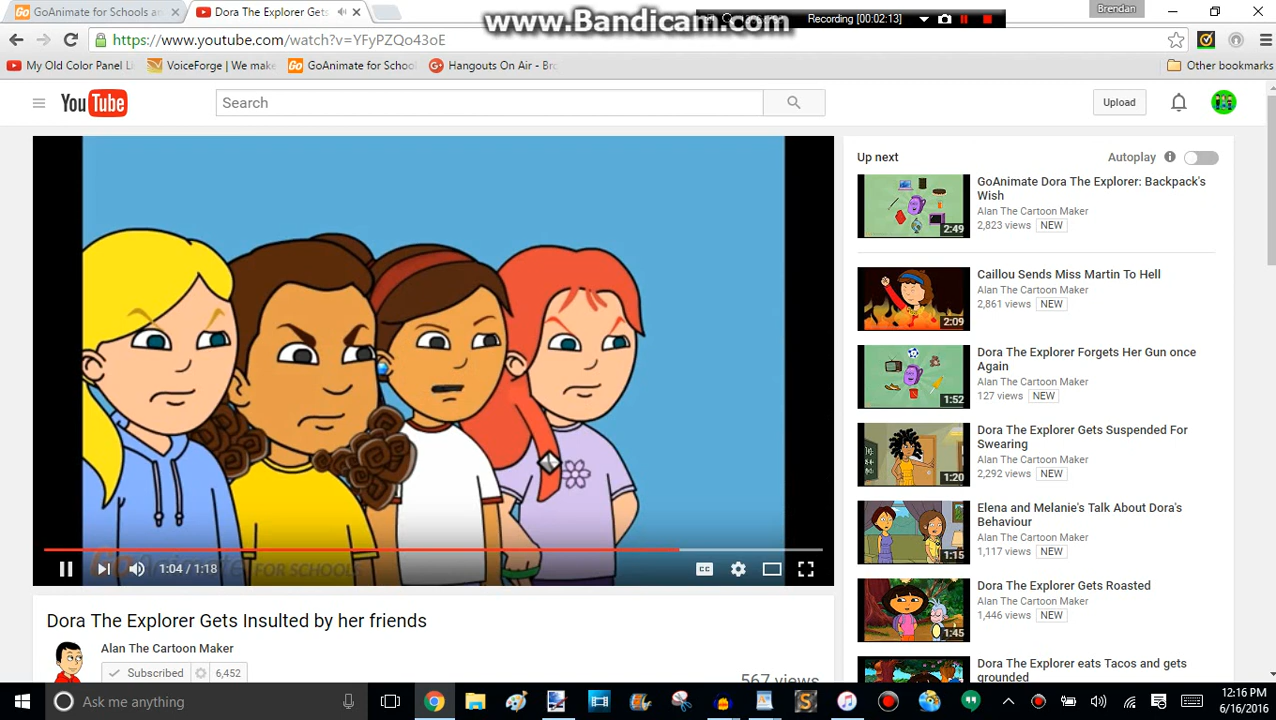 GoAnimate for Schools an
Dora The Explorer Gets
www.Bandicam.com
Recording [00:02:13]
Brendan
https://www.youtube.com/watch?v=YFyPZQo43oE
My Old Color Panel Li
VoiceForge | We make
GoAnimate for School
Hangouts On Air - Bro
Other bookmarks
YouTube
Search
Upload
Up next
Autoplay
GoAnimate Dora The Explorer: Backpack's
Wish
Alan The Cartoon Maker
2,823 views NEW
2:49
Caillou Sends Miss Martin To Hell
Alan The Cartoon Maker
2,861 views NEW
2:09
Dora The Explorer Forgets Her Gun once
Again
Alan The Cartoon Maker
127 views NEW
1:52
Dora The Explorer Gets Suspended For
Swearing
Alan The Cartoon Maker
2,292 views NEW
1:20
Elena and Melanie's Talk About Dora's
Behaviour
Alan The Cartoon Maker
1,117 views NEW
1:15
Dora The Explorer Gets Roasted
Alan The Cartoon Maker
1,446 views NEW
1:45
Dora The Explorer eats Tacos and gets
grounded
Go
FOR SCHOOLS
1:04 / 1:18
CC
Dora The Explorer Gets Insulted by her friends
Alan The Cartoon Maker
Subscribed 6,452
567 views
Ask me anything
12:16 PM
6/16/2016